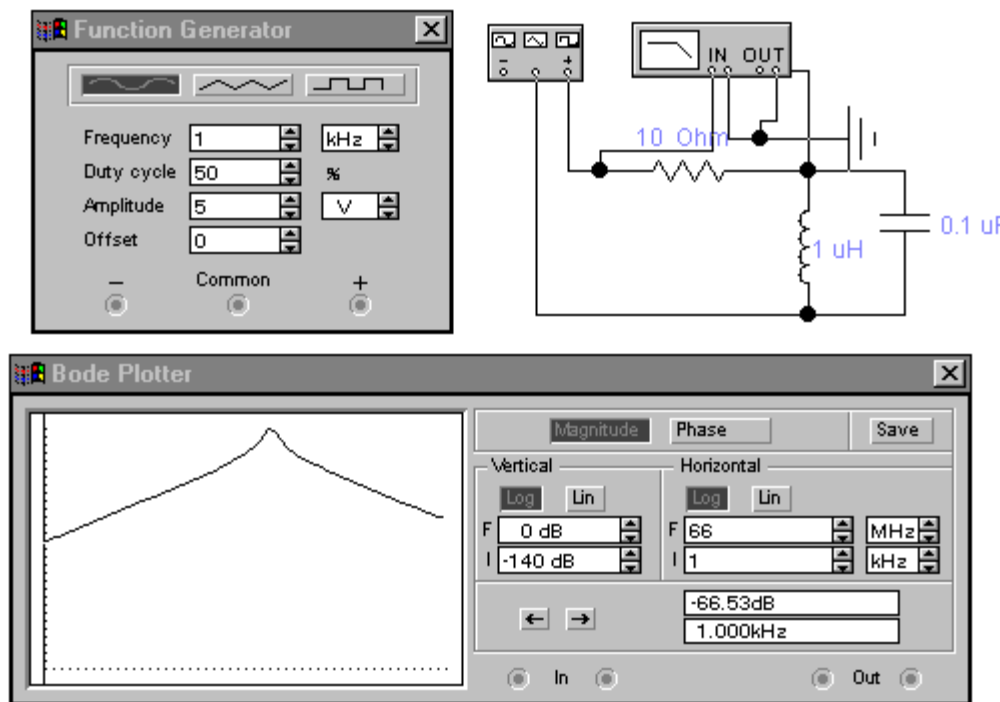 Function Generator
Frequency 1 kHz
Duty cycle 50 %
Amplitude 5 V
Offset 0
− Common +
− +
IN OUT
10 Ohm
1 uH
0.1 uF
Bode Plotter
Magnitude Phase Save
Vertical Horizontal
Log Lin Log Lin
F 0 dB F 66 MHz
I -140 dB I 1 kHz
← → -66.53dB
1.000kHz
In Out